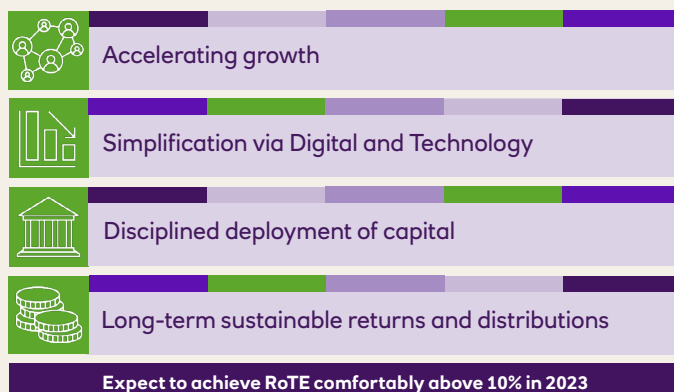 Accelerating growth
Simplification via Digital and Technology
Disciplined deployment of capital
Long-term sustainable returns and distributions
Expect to achieve RoTE comfortably above 10% in 2023